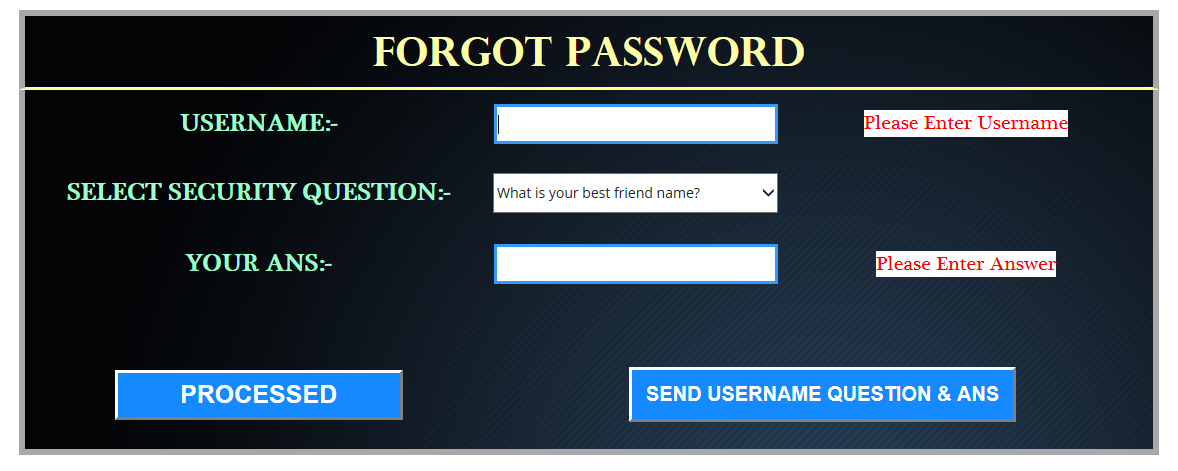 FORGOT PASSWORD
USERNAME:-
Please Enter Username
SELECT SECURITY QUESTION:-
What is your best friend name?
YOUR ANS:-
Please Enter Answer
PROCESSED
SEND USERNAME QUESTION & ANS